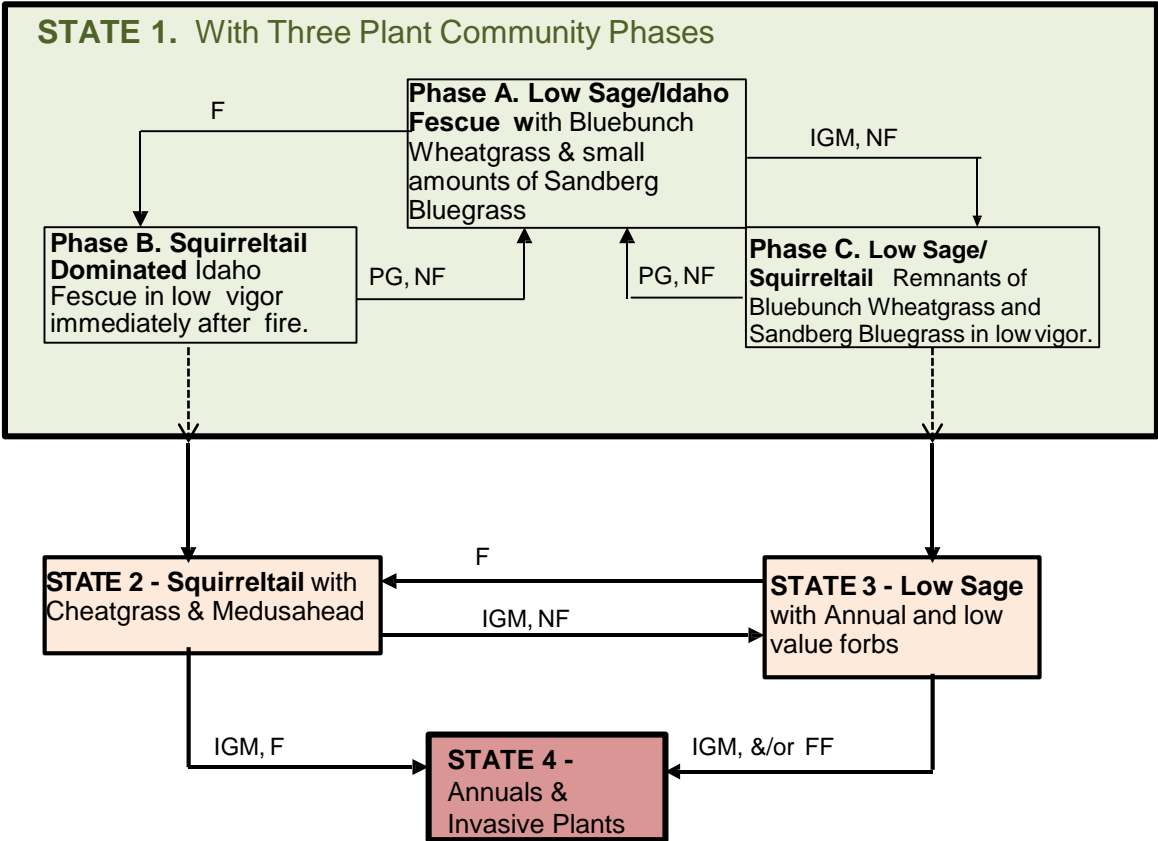 STATE 1. With Three Plant Community Phases
F
Phase A. Low Sage/Idaho
Fescue with Bluebunch
Wheatgrass & small
amounts of Sandberg
Bluegrass
IGM, NF
Phase B. Squirreltail
Dominated Idaho
Fescue in low vigor
immediately after fire.
PG, NF
PG, NF
Phase C. Low Sage/
Squirreltail Remnants of
Bluebunch Wheatgrass and
Sandberg Bluegrass in low vigor.
STATE 2 - Squirreltail with
Cheatgrass & Medusahead
F
IGM, NF
STATE 3 - Low Sage
with Annual and low
value forbs
IGM, F
STATE 4 -
Annuals &
Invasive Plants
IGM, &/or FF